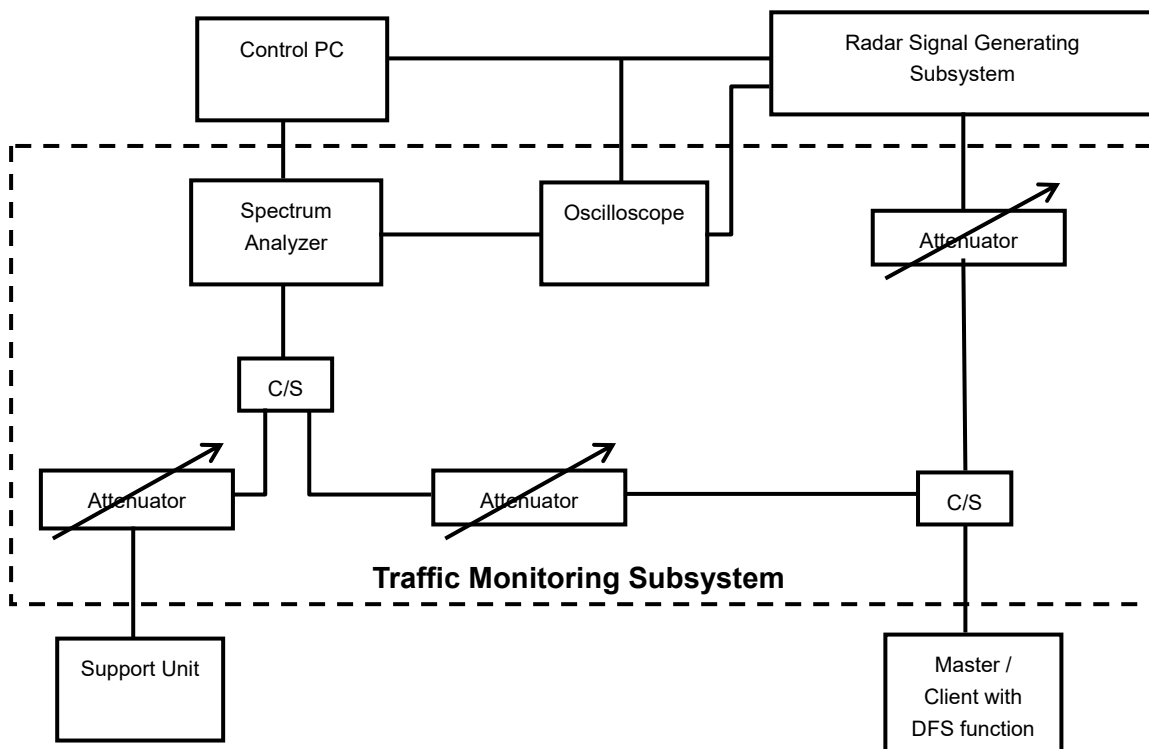 Control PC
Radar Signal Generating
Subsystem
Spectrum
Analyzer
Oscilloscope
Attenuator
C/S
Attenuator
Attenuator
C/S
Traffic Monitoring Subsystem
Support Unit
Master /
Client with
DFS function